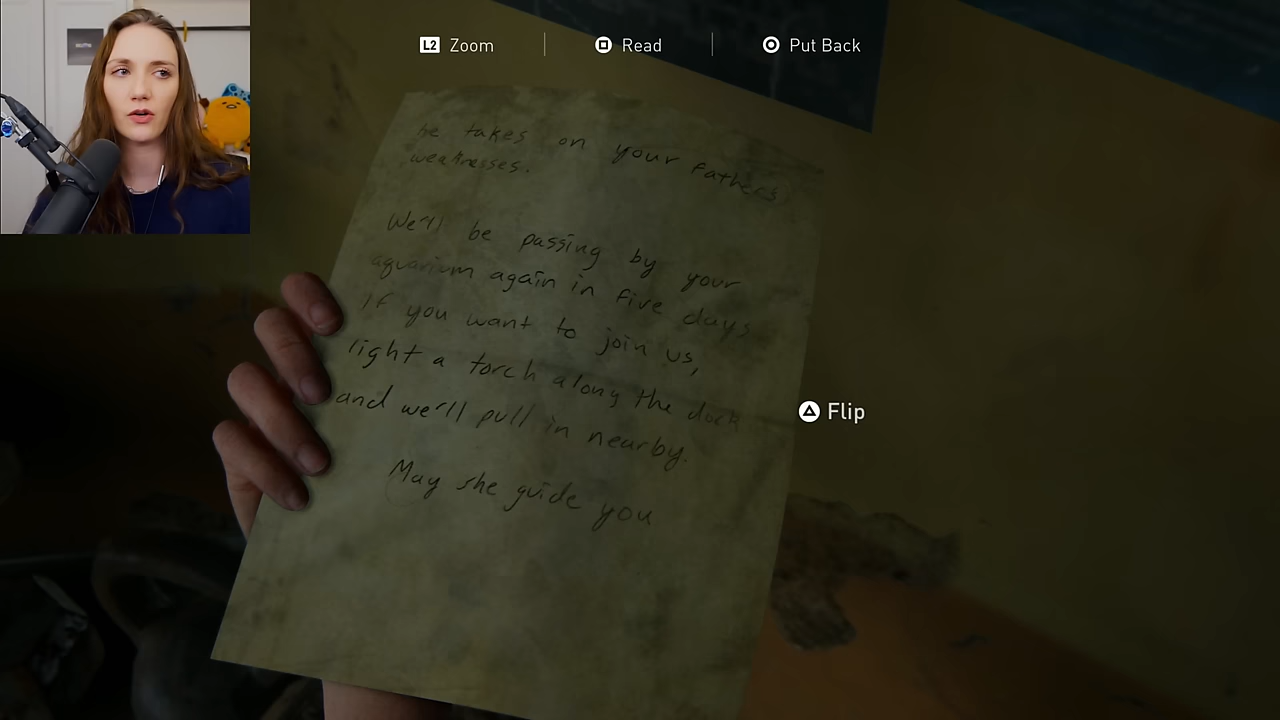 L2 Zoom
Read
Put Back
he takes on your fathers
weaknesses.
We'll be passing by your
aquarium again in five days
If you want to join us,
light a torch along the dock
and we'll pull in nearby.
May she guide you
Flip